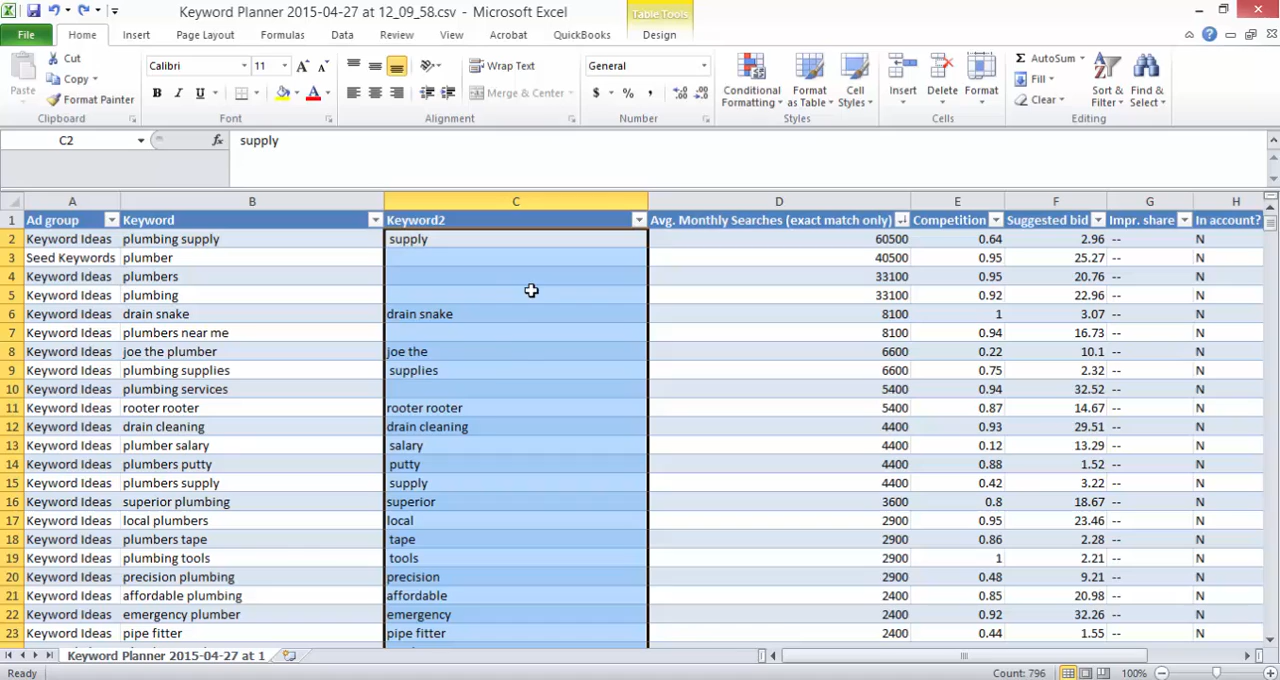 Keyword Planner 2015-04-27 at 12_09_58.csv - Microsoft Excel
Table Tools
File Home Insert Page Layout Formulas Data Review View Acrobat QuickBooks Design
Paste
Cut
Copy
Format Painter
Clipboard
Calibri 11
B I U
Font
Wrap Text
Merge & Center
Alignment
General
$ % ,
Number
Conditional Formatting
Format as Table
Cell Styles
Styles
Insert Delete Format
Cells
AutoSum
Fill
Clear
Sort & Filter
Find & Select
Editing
C2 fx supply
A B C D E F G H
1 Ad group Keyword Keyword2 Avg. Monthly Searches (exact match only) Competition Suggested bid Impr. share In account?
2 Keyword Ideas plumbing supply supply 60500 0.64 2.96 -- N
3 Seed Keywords plumber 40500 0.95 25.27 -- N
4 Keyword Ideas plumbers 33100 0.95 20.76 -- N
5 Keyword Ideas plumbing 33100 0.92 22.96 -- N
6 Keyword Ideas drain snake drain snake 8100 1 3.07 -- N
7 Keyword Ideas plumbers near me 8100 0.94 16.73 -- N
8 Keyword Ideas joe the plumber joe the 6600 0.22 10.1 -- N
9 Keyword Ideas plumbing supplies supplies 6600 0.75 2.32 -- N
10 Keyword Ideas plumbing services 5400 0.94 32.52 -- N
11 Keyword Ideas rooter rooter rooter rooter 5400 0.87 14.67 -- N
12 Keyword Ideas drain cleaning drain cleaning 4400 0.93 29.51 -- N
13 Keyword Ideas plumber salary salary 4400 0.12 13.29 -- N
14 Keyword Ideas plumbers putty putty 4400 0.88 1.52 -- N
15 Keyword Ideas plumbers supply supply 4400 0.42 3.22 -- N
16 Keyword Ideas superior plumbing superior 3600 0.8 18.67 -- N
17 Keyword Ideas local plumbers local 2900 0.95 23.46 -- N
18 Keyword Ideas plumbers tape tape 2900 0.86 2.28 -- N
19 Keyword Ideas plumbing tools tools 2900 1 2.21 -- N
20 Keyword Ideas precision plumbing precision 2900 0.48 9.21 -- N
21 Keyword Ideas affordable plumbing affordable 2400 0.85 20.98 -- N
22 Keyword Ideas emergency plumber emergency 2400 0.92 32.26 -- N
23 Keyword Ideas pipe fitter pipe fitter 2400 0.44 1.55 -- N
Keyword Planner 2015-04-27 at 1
Ready Count: 796 100%